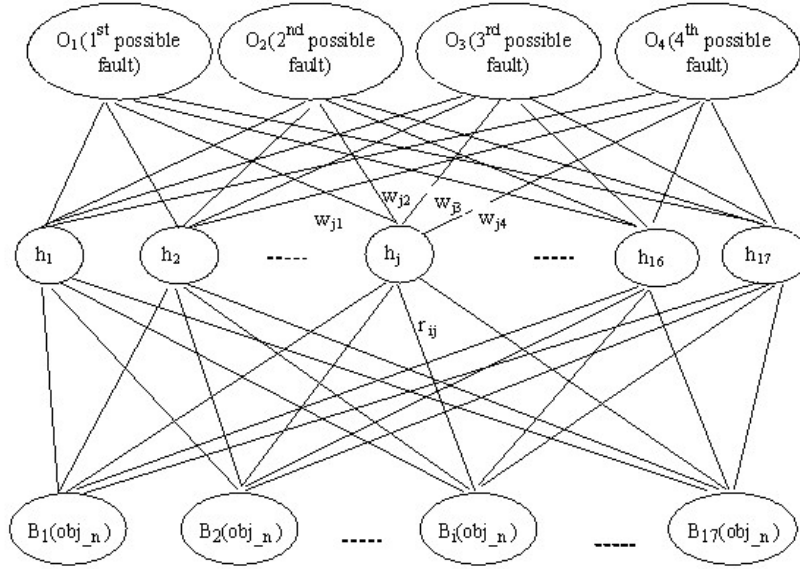 O₁(1ˢᵗ possible fault)
O₂(2ⁿᵈ possible fault)
O₃(3ʳᵈ possible fault)
O₄(4ᵗʰ possible fault)
wⱼ₁
wⱼ₂
wⱼ₃
wⱼ₄
h₁
h₂
-----
hⱼ
-----
h₁₆
h₁₇
rᵢⱼ
B₁(obj_n)
B₂(obj_n)
-----
Bᵢ(obj_n)
-----
B₁₇(obj_n)